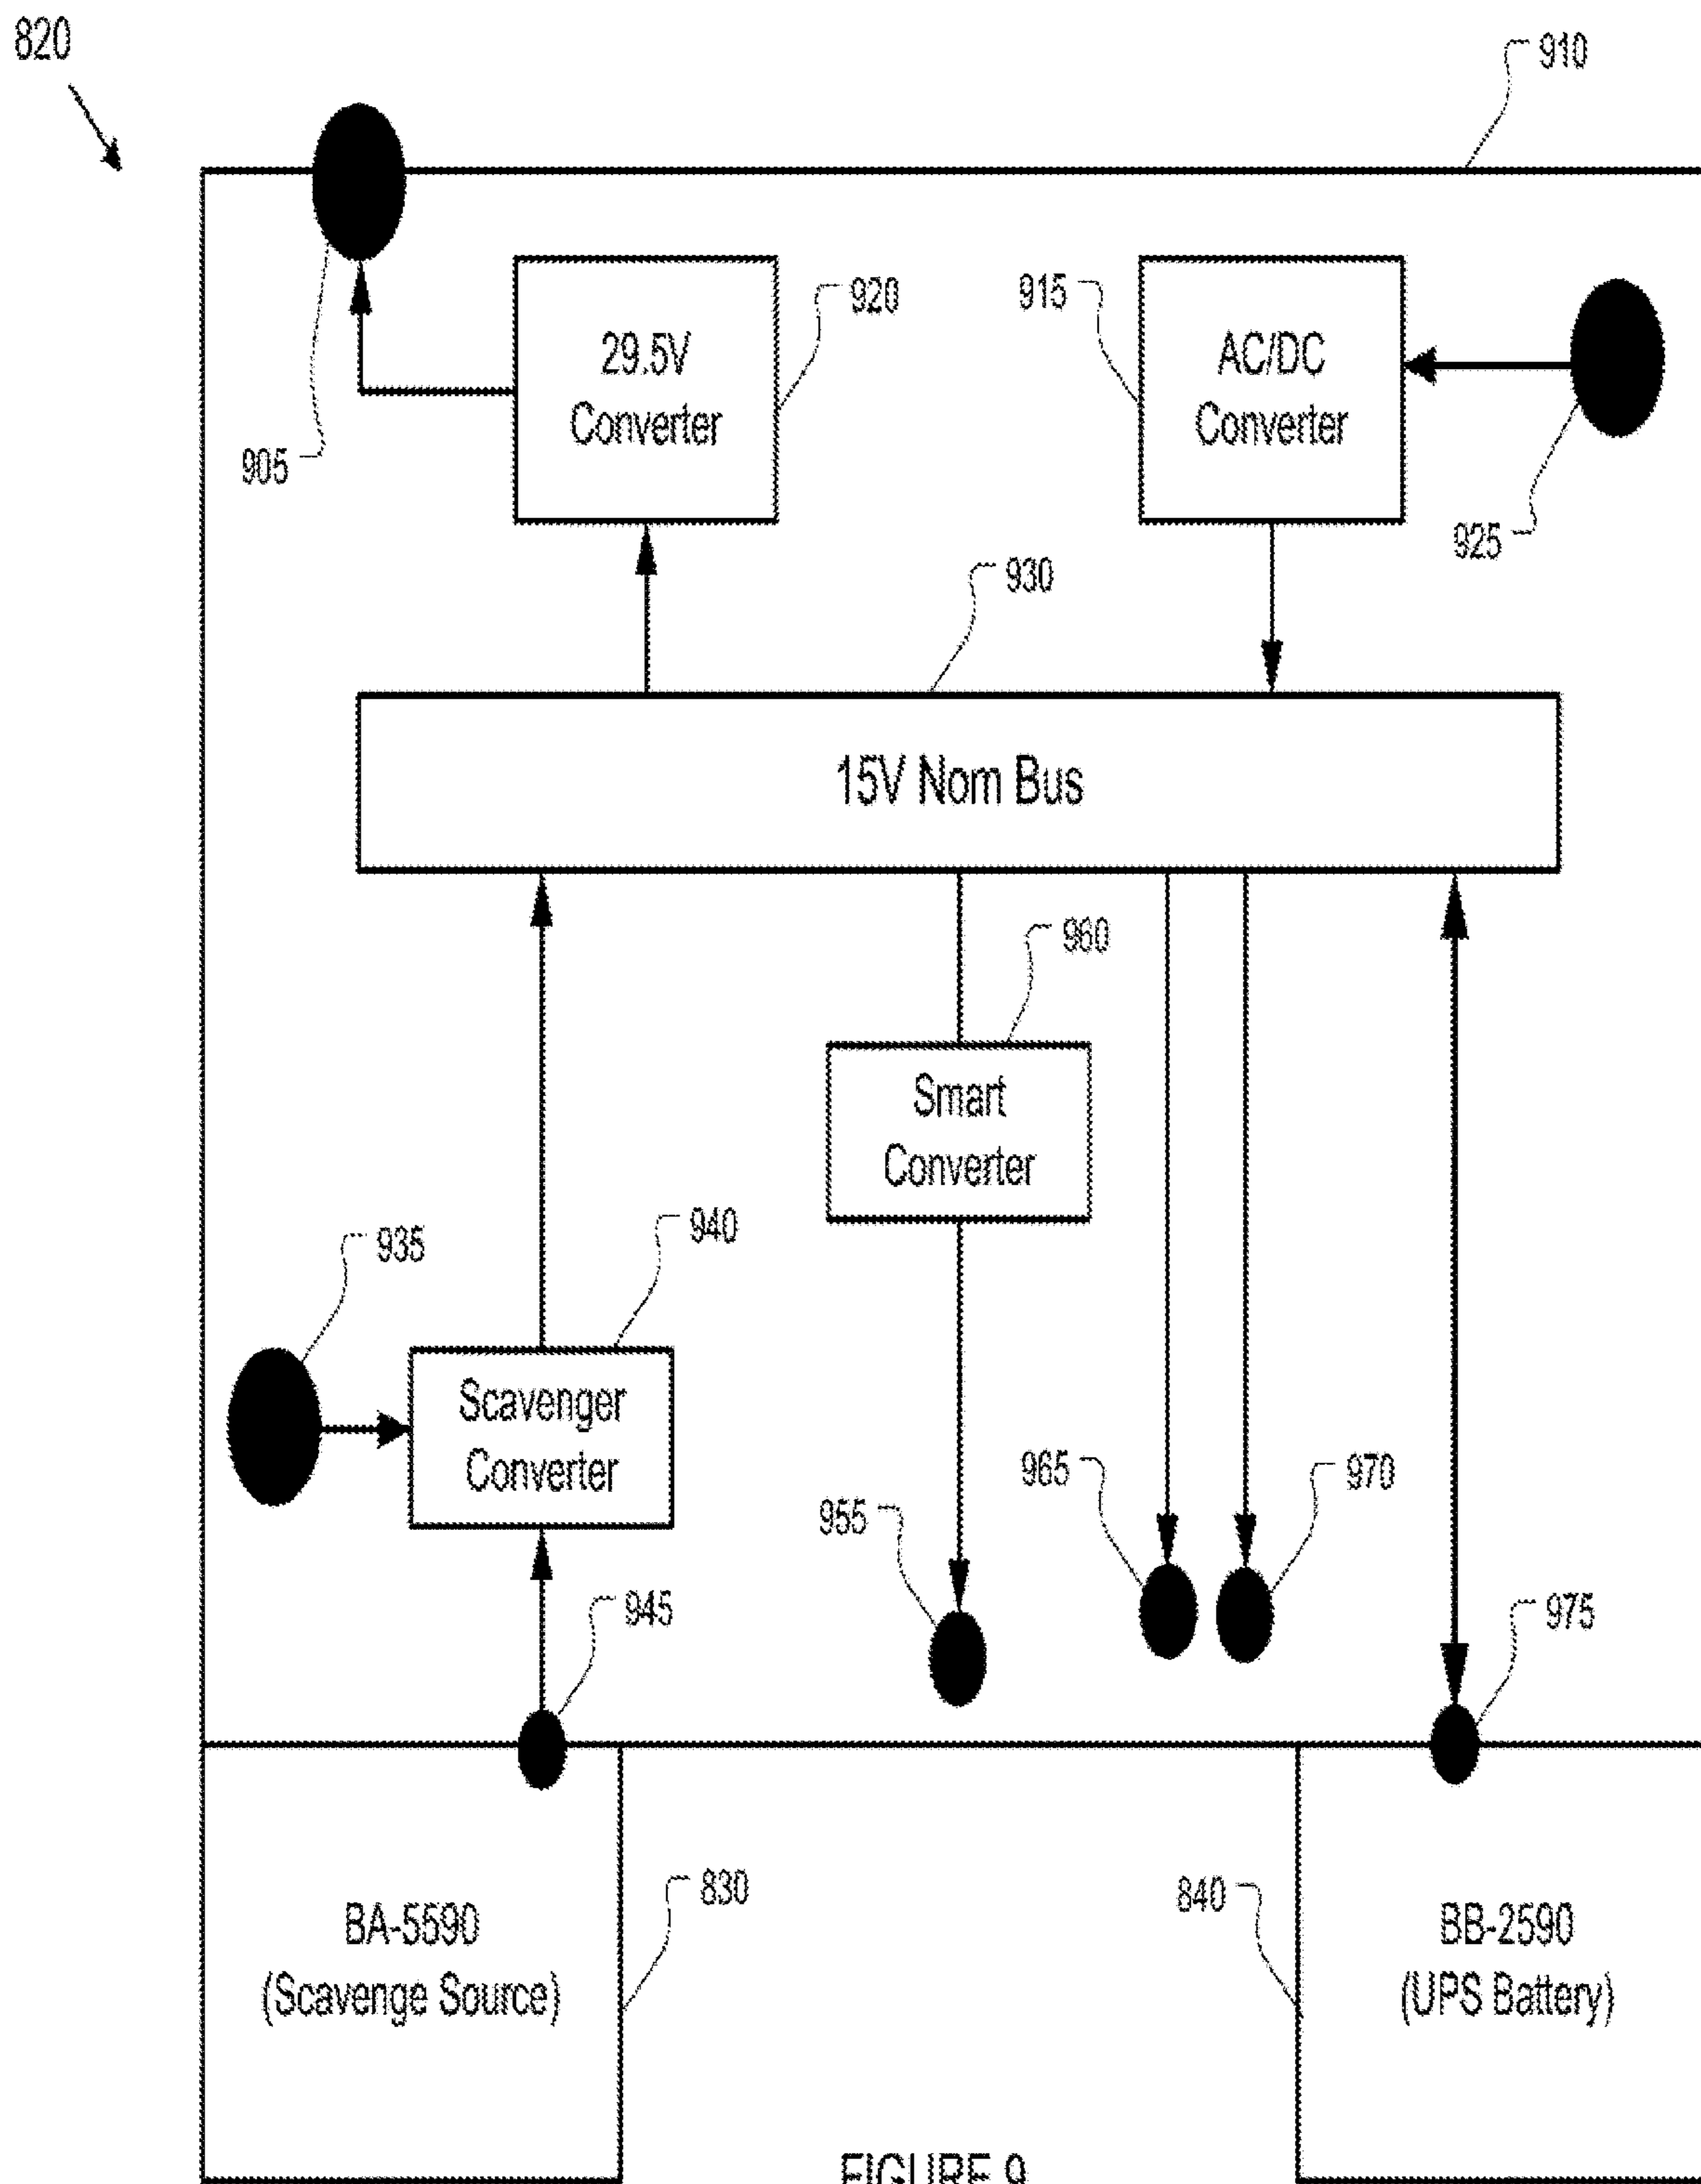 820
910
920
915
29.5V
Converter
AC/DC
Converter
905
925
930
15V Nom Bus
960
Smart
Converter
940
935
Scavenger
Converter
965
970
955
945
975
830
840
BA-5590
(Scavenge Source)
BB-2590
(UPS Battery)
FIGURE 9